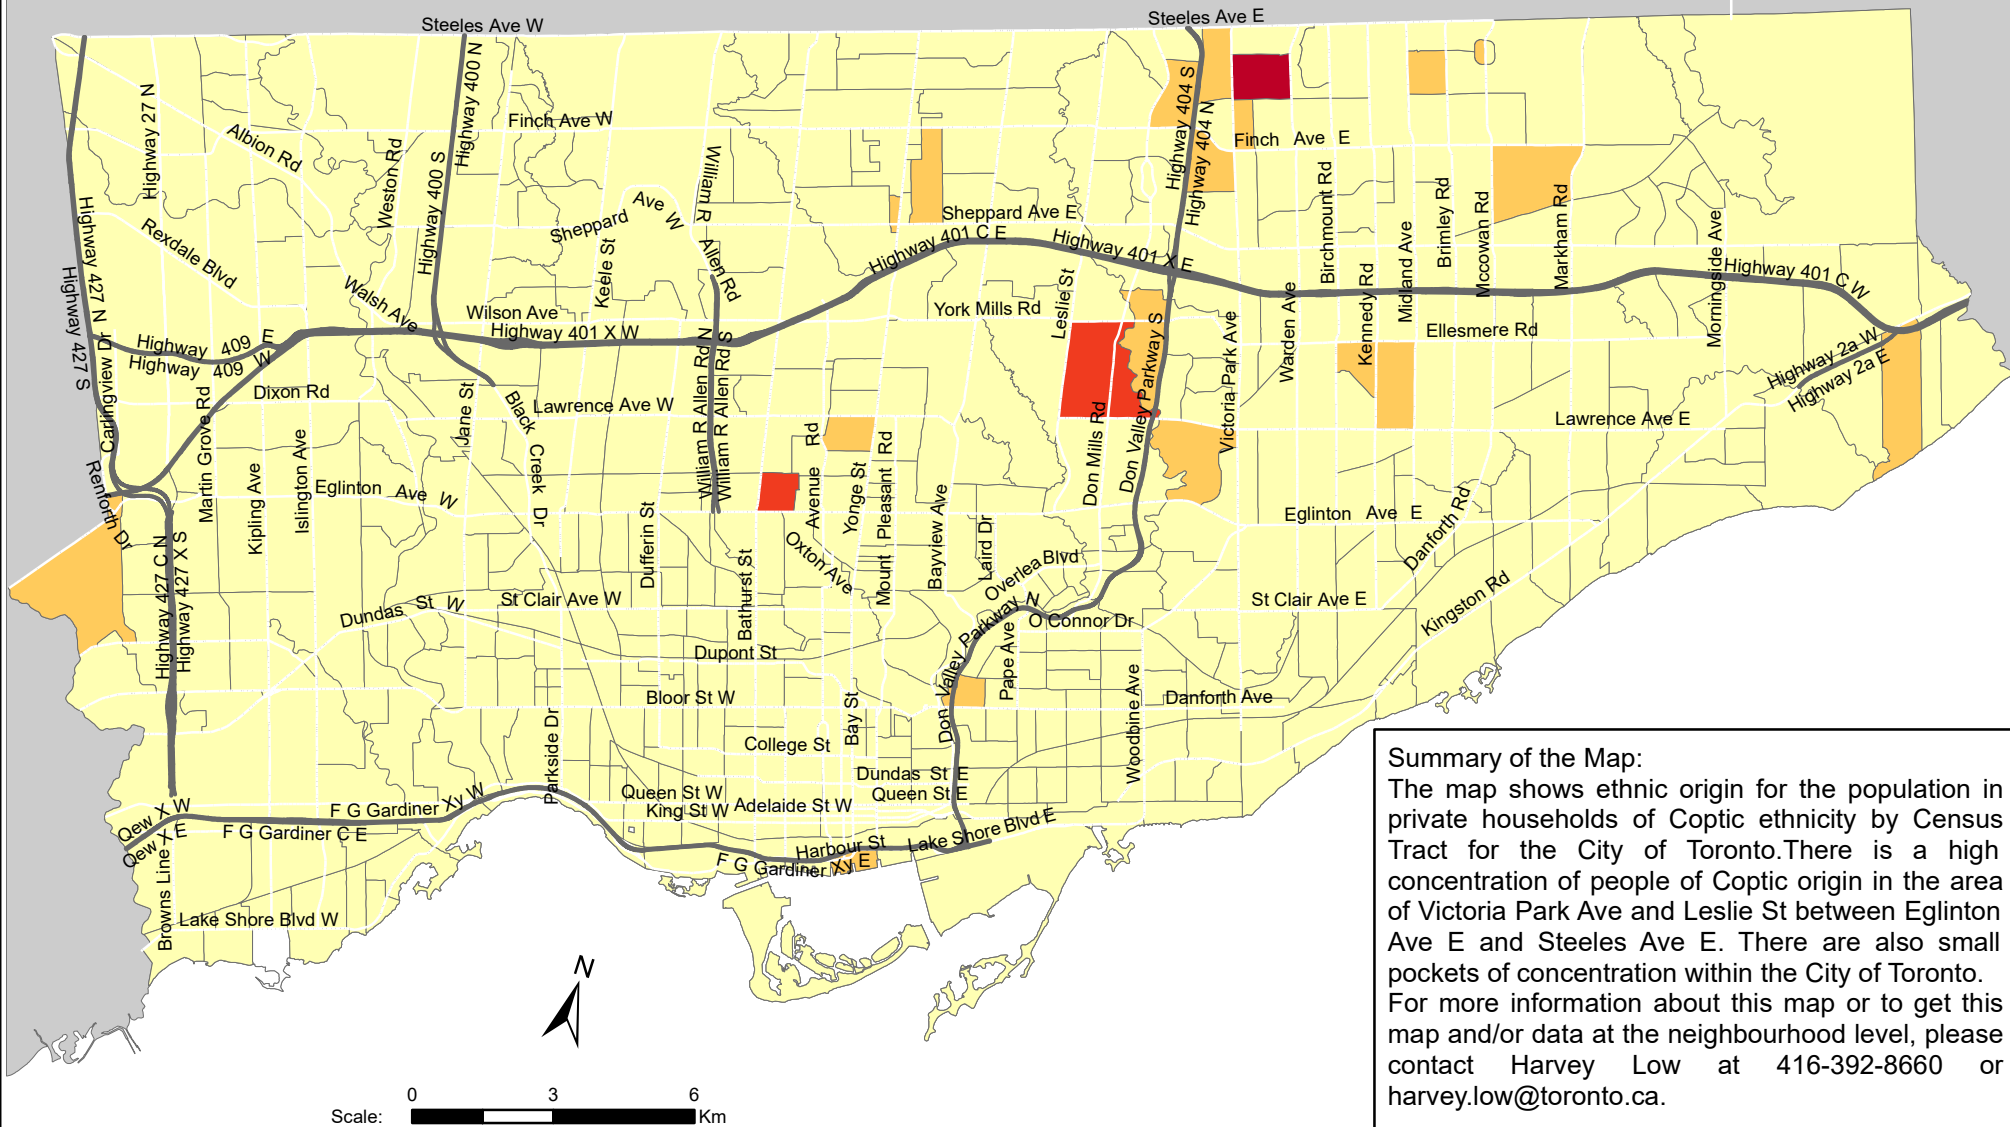 Steeles Ave W
Steeles Ave E
Highway 27 N
Albion Rd
Weston Rd
Highway 400 N
Highway 400 S
Finch Ave W
William R Allen Rd
Highway 404 S
Highway 404 N
Finch Ave E
Rexdale Blvd
Highway 427 N
Highway 427 S
Sheppard Ave W
Keele St
Sheppard Ave E
Highway 401 C E
Highway 401 X E
Birchmount Rd
Kennedy Rd
Midland Ave
Brimley Rd
Mccowan Rd
Markham Rd
Morningside Ave
Highway 401 C W
Walsh Ave
Wilson Ave
Highway 401 X W
York Mills Rd
Leslie St
Warden Ave
Ellesmere Rd
Highway 409 E
Highway 409 W
Carlingview Dr
Dixon Rd
Martin Grove Rd
Jane St
Black Creek Dr
Lawrence Ave W
William R Allen Rd N
William R Allen Rd S
Avenue Rd
Yonge St
Mount Pleasant Rd
Don Mills Rd
Don Valley Parkway S
Victoria Park Ave
Highway 2a W
Highway 2a E
Lawrence Ave E
Renforth Dr
Kipling Ave
Islington Ave
Eglinton Ave W
Dufferin St
Bathurst St
Oxton Ave
Bayview Ave
Laird Dr
Overlea Blvd
Eglinton Ave E
Danforth Rd
Highway 427 C N
Highway 427 X S
Dundas St W
St Clair Ave W
Don Valley Parkway N
Pape Ave
O Connor Dr
St Clair Ave E
Kingston Rd
Dupont St
Bloor St W
Bay St
Woodbine Ave
Danforth Ave
Parkside Dr
College St
Dundas St E
Queen St E
Queen St W
King St W
Adelaide St W
Qew X W
Qew X E
F G Gardiner Xy W
F G Gardiner C E
Harbour St
Lake Shore Blvd E
F G Gardiner Xy E
Browns Line
Lake Shore Blvd W
N
Scale:
0 3 6
Km
Summary of the Map:
The map shows ethnic origin for the population in
private households of Coptic ethnicity by Census
Tract for the City of Toronto.There is a high
concentration of people of Coptic origin in the area
of Victoria Park Ave and Leslie St between Eglinton
Ave E and Steeles Ave E. There are also small
pockets of concentration within the City of Toronto.
For more information about this map or to get this
map and/or data at the neighbourhood level, please
contact Harvey Low at 416-392-8660 or
harvey.low@toronto.ca.